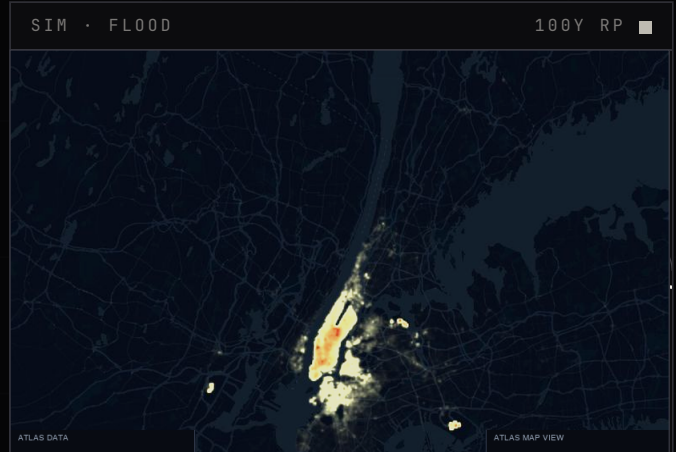 SIM · FLOOD
100Y RP
ATLAS DATA
ATLAS MAP VIEW